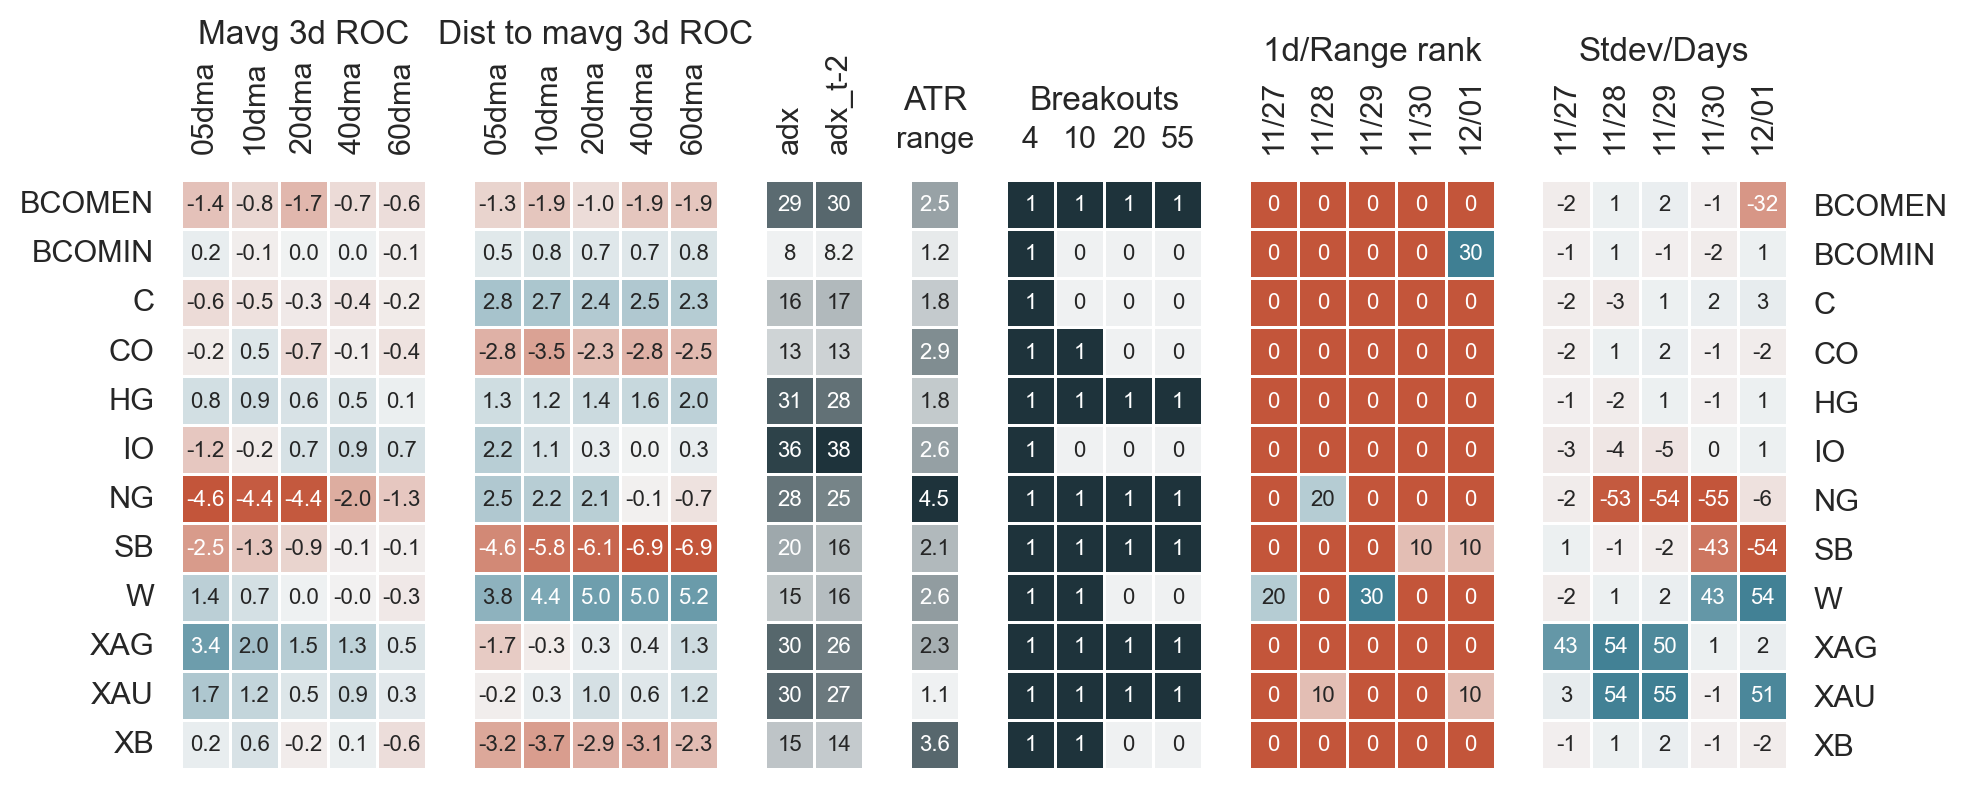 Mavg 3d ROC Dist to mavg 3d ROC 1d/Range rank Stdev/Days
05dma 10dma 20dma 40dma 60dma 05dma 10dma 20dma 40dma 60dma adx adx_t-2 ATR range Breakouts 4 10 20 55 11/27 11/28 11/29 11/30 12/01 11/27 11/28 11/29 11/30 12/01
BCOMEN -1.4 -0.8 -1.7 -0.7 -0.6 -1.3 -1.9 -1.0 -1.9 -1.9 29 30 2.5 1 1 1 1 0 0 0 0 0 -2 1 2 -1 -32 BCOMEN
BCOMIN 0.2 -0.1 0.0 0.0 -0.1 0.5 0.8 0.7 0.7 0.8 8 8.2 1.2 1 0 0 0 0 0 0 0 30 -1 1 -1 -2 1 BCOMIN
C -0.6 -0.5 -0.3 -0.4 -0.2 2.8 2.7 2.4 2.5 2.3 16 17 1.8 1 0 0 0 0 0 0 0 0 -2 -3 1 2 3 C
CO -0.2 0.5 -0.7 -0.1 -0.4 -2.8 -3.5 -2.3 -2.8 -2.5 13 13 2.9 1 1 0 0 0 0 0 0 0 -2 1 2 -1 -2 CO
HG 0.8 0.9 0.6 0.5 0.1 1.3 1.2 1.4 1.6 2.0 31 28 1.8 1 1 1 1 0 0 0 0 0 -1 -2 1 -1 1 HG
IO -1.2 -0.2 0.7 0.9 0.7 2.2 1.1 0.3 0.0 0.3 36 38 2.6 1 0 0 0 0 0 0 0 0 -3 -4 -5 0 1 IO
NG -4.6 -4.4 -4.4 -2.0 -1.3 2.5 2.2 2.1 -0.1 -0.7 28 25 4.5 1 1 1 1 0 20 0 0 0 -2 -53 -54 -55 -6 NG
SB -2.5 -1.3 -0.9 -0.1 -0.1 -4.6 -5.8 -6.1 -6.9 -6.9 20 16 2.1 1 1 1 1 0 0 0 10 10 1 -1 -2 -43 -54 SB
W 1.4 0.7 0.0 -0.0 -0.3 3.8 4.4 5.0 5.0 5.2 15 16 2.6 1 1 0 0 20 0 30 0 0 -2 1 2 43 54 W
XAG 3.4 2.0 1.5 1.3 0.5 -1.7 -0.3 0.3 0.4 1.3 30 26 2.3 1 1 1 1 0 0 0 0 0 43 54 50 1 2 XAG
XAU 1.7 1.2 0.5 0.9 0.3 -0.2 0.3 1.0 0.6 1.2 30 27 1.1 1 1 1 1 0 10 0 0 10 3 54 55 -1 51 XAU
XB 0.2 0.6 -0.2 0.1 -0.6 -3.2 -3.7 -2.9 -3.1 -2.3 15 14 3.6 1 1 0 0 0 0 0 0 0 -1 1 2 -1 -2 XB